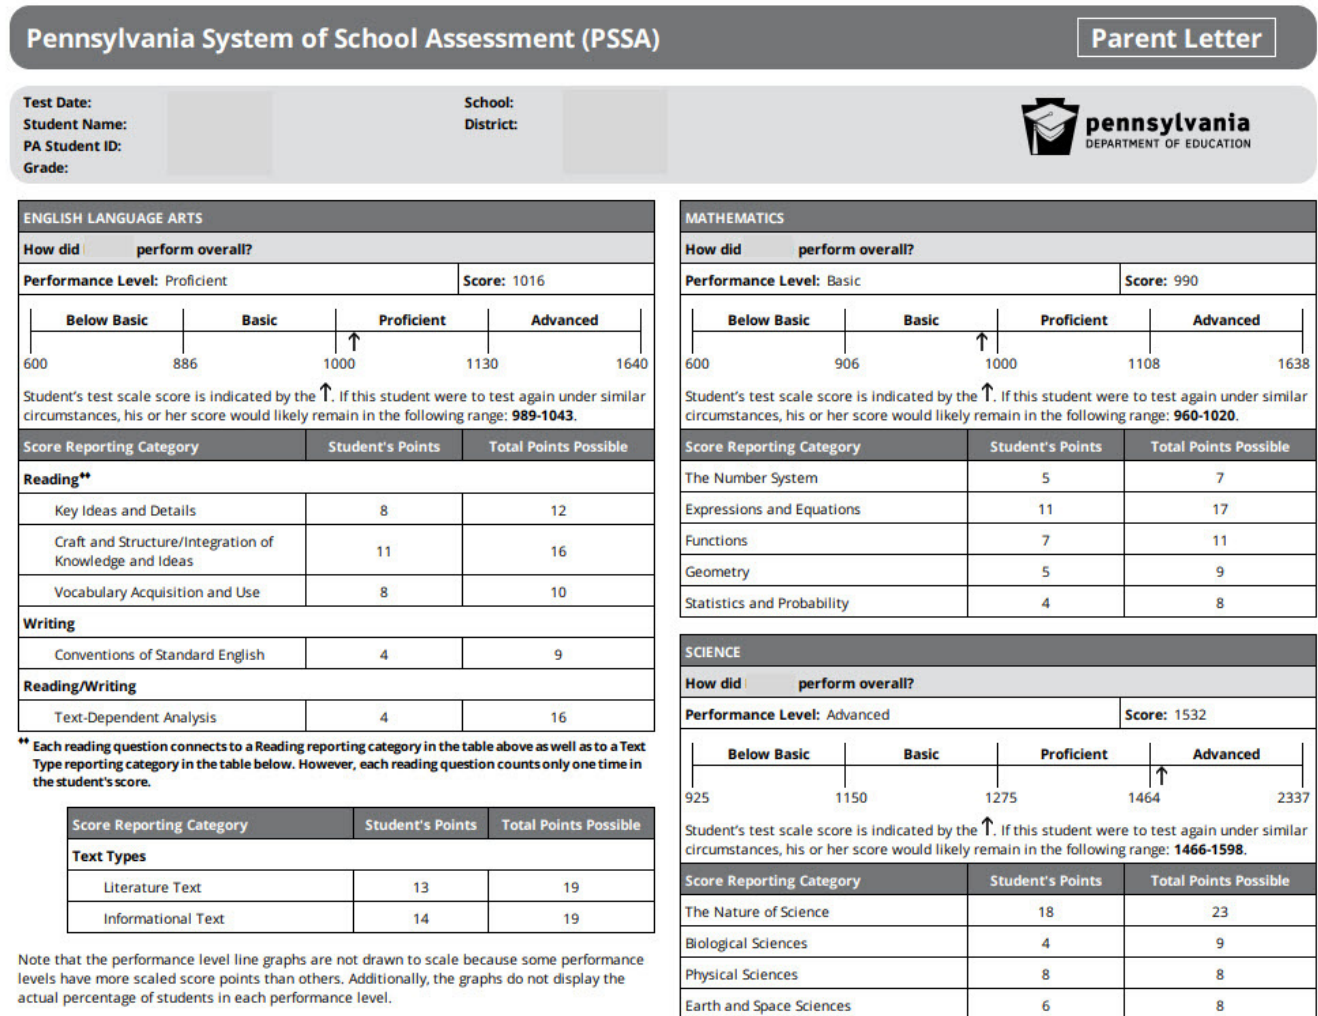 Pennsylvania System of School Assessment (PSSA)
Parent Letter
Test Date:
Student Name:
PA Student ID:
Grade:
School:
District:
pennsylvania
DEPARTMENT OF EDUCATION
ENGLISH LANGUAGE ARTS
How did perform overall?
Performance Level: Proficient Score: 1016
Below Basic Basic Proficient Advanced
↑
600 886 1000 1130 1640
Student's test scale score is indicated by the ↑. If this student were to test again under similar
circumstances, his or her score would likely remain in the following range: 989-1043.
Score Reporting Category Student's Points Total Points Possible
Reading♦♦
Key Ideas and Details 8 12
Craft and Structure/Integration of
Knowledge and Ideas 11 16
Vocabulary Acquisition and Use 8 10
Writing
Conventions of Standard English 4 9
Reading/Writing
Text-Dependent Analysis 4 16
♦♦ Each reading question connects to a Reading reporting category in the table above as well as to a Text
Type reporting category in the table below. However, each reading question counts only one time in
the student's score.
Score Reporting Category Student's Points Total Points Possible
Text Types
Literature Text 13 19
Informational Text 14 19
Note that the performance level line graphs are not drawn to scale because some performance
levels have more scaled score points than others. Additionally, the graphs do not display the
actual percentage of students in each performance level.
MATHEMATICS
How did perform overall?
Performance Level: Basic Score: 990
Below Basic Basic Proficient Advanced
↑
600 906 1000 1108 1638
Student's test scale score is indicated by the ↑. If this student were to test again under similar
circumstances, his or her score would likely remain in the following range: 960-1020.
Score Reporting Category Student's Points Total Points Possible
The Number System 5 7
Expressions and Equations 11 17
Functions 7 11
Geometry 5 9
Statistics and Probability 4 8
SCIENCE
How did perform overall?
Performance Level: Advanced Score: 1532
Below Basic Basic Proficient Advanced
↑
925 1150 1275 1464 2337
Student's test scale score is indicated by the ↑. If this student were to test again under similar
circumstances, his or her score would likely remain in the following range: 1466-1598.
Score Reporting Category Student's Points Total Points Possible
The Nature of Science 18 23
Biological Sciences 4 9
Physical Sciences 8 8
Earth and Space Sciences 6 8